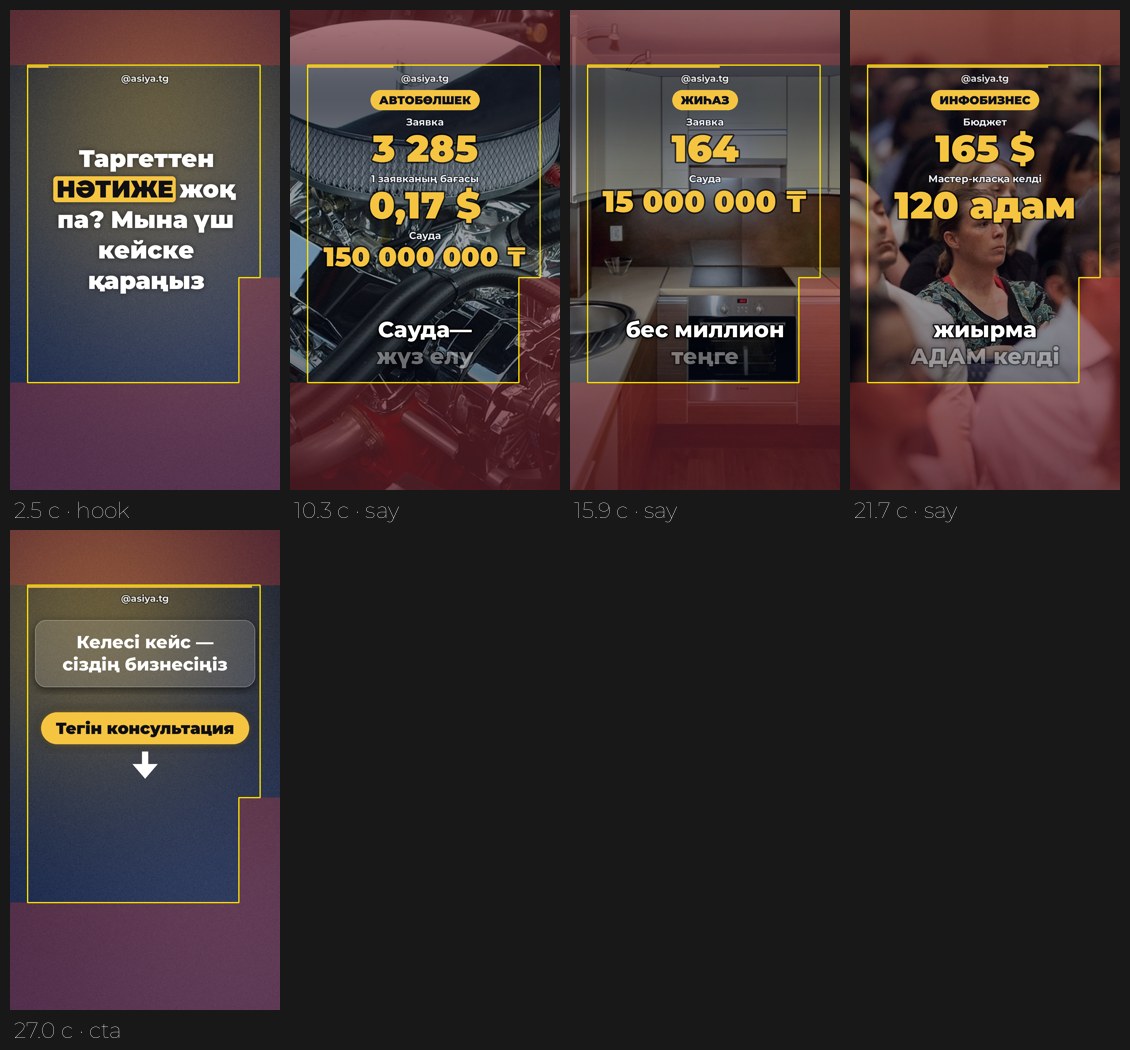 @asiya.tg
Таргеттен
НӘТИЖЕ жоқ
па? Мына үш
кейске
қараңыз
2.5 с · hook
@asiya.tg
АВТОБӨЛШЕК
Заявка
3 285
1 заявканың бағасы
0,17 $
Сауда
150 000 000 ₸
Сауда—
жүз елу
10.3 с · say
@asiya.tg
ЖИҺАЗ
Заявка
164
Сауда
15 000 000 ₸
бес миллион
теңге
15.9 с · say
@asiya.tg
ИНФОБИЗНЕС
Бюджет
165 $
Мастер-класқа келді
120 адам
жиырма
АДАМ келді
21.7 с · say
@asiya.tg
Келесі кейс —
сіздің бизнесіңіз
Тегін консультация
27.0 с · cta